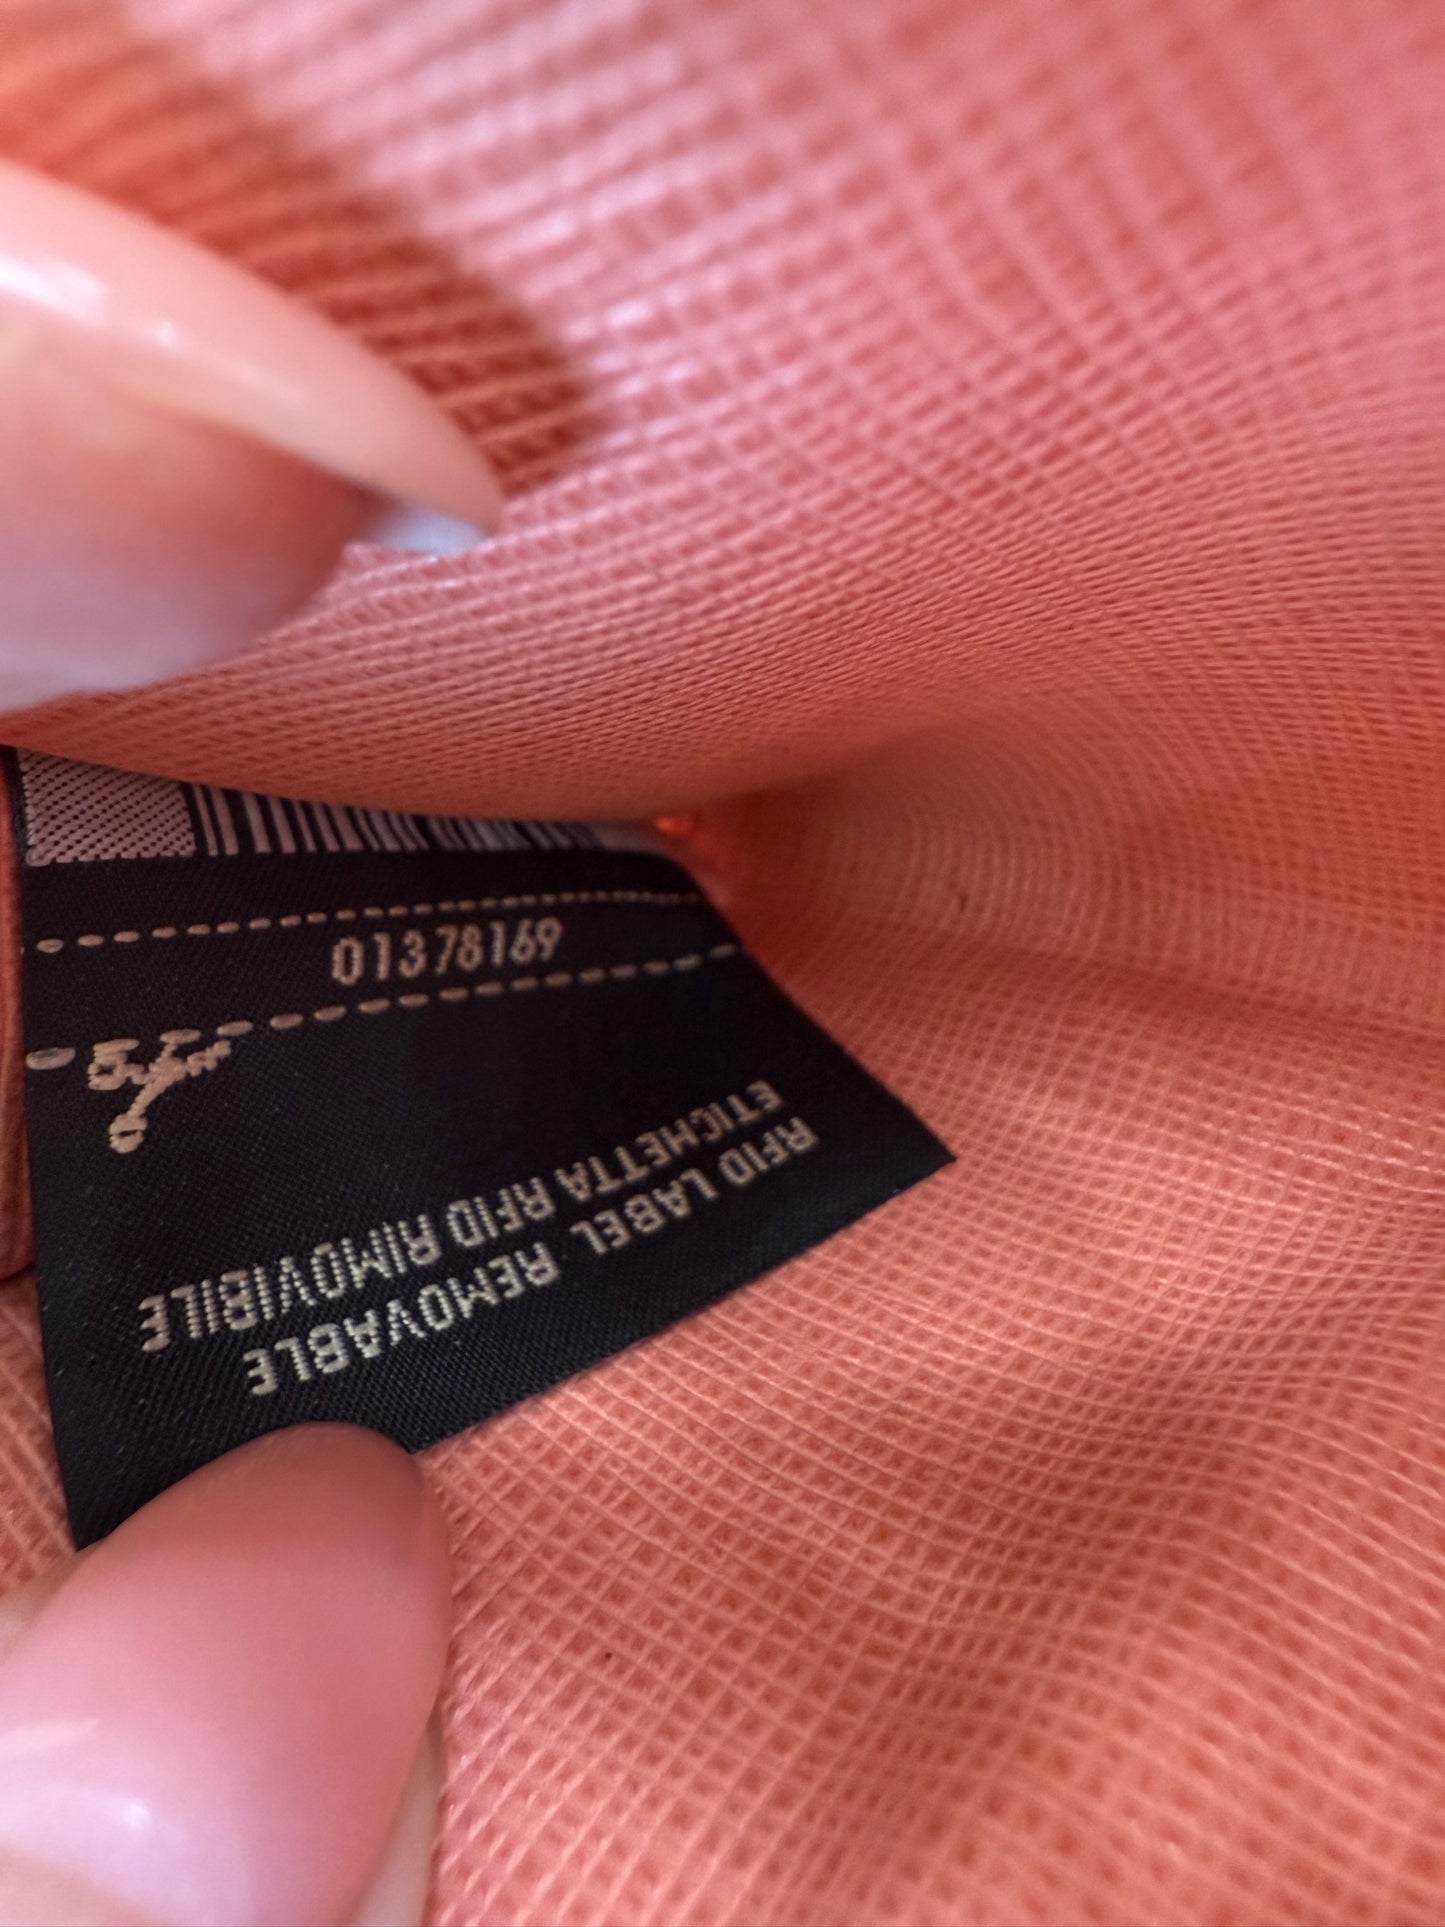 01378169
RFID LABEL REMOVABLE
ETICHETTA RFID RIMOVIBILE